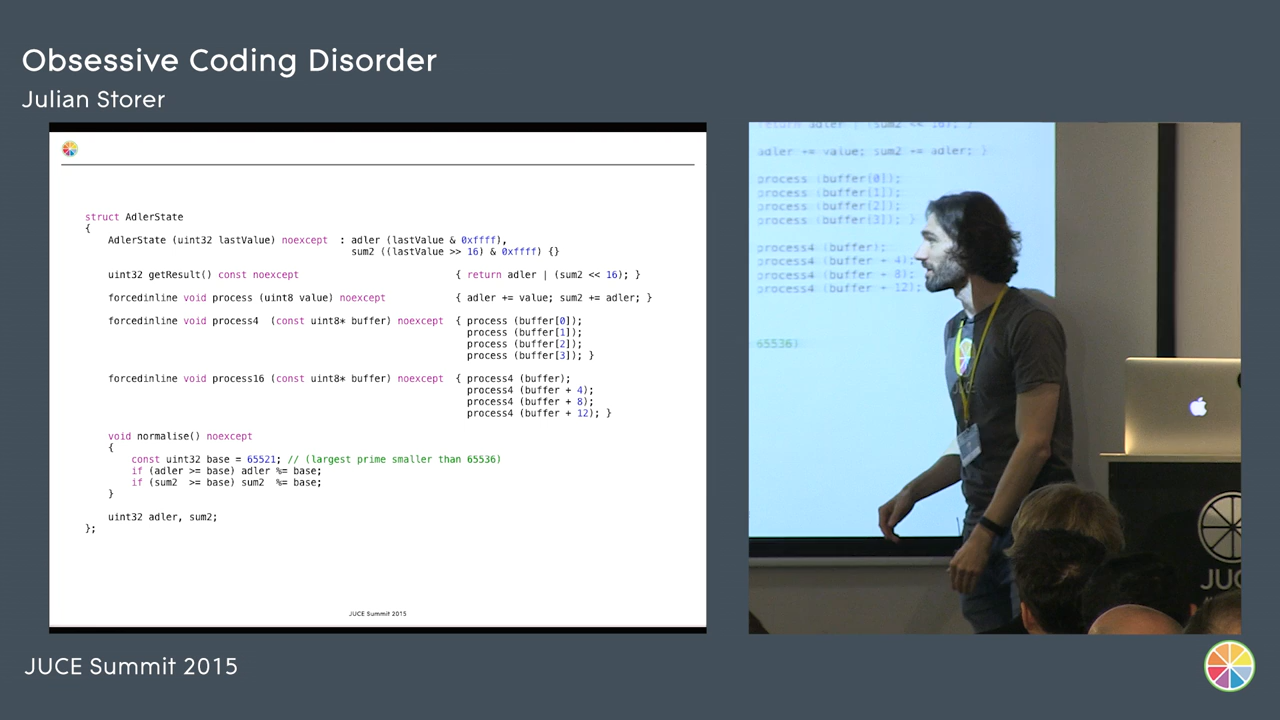 Obsessive Coding Disorder
Julian Storer
struct AdlerState
{
AdlerState (uint32 lastValue) noexcept : adler (lastValue & 0xffff),
sum2 ((lastValue >> 16) & 0xffff) {}
uint32 getResult() const noexcept { return adler | (sum2 << 16); }
forcedinline void process (uint8 value) noexcept { adler += value; sum2 += adler; }
forcedinline void process4 (const uint8* buffer) noexcept { process (buffer[0]);
process (buffer[1]);
process (buffer[2]);
process (buffer[3]); }
forcedinline void process16 (const uint8* buffer) noexcept { process4 (buffer);
process4 (buffer + 4);
process4 (buffer + 8);
process4 (buffer + 12); }
void normalise() noexcept
{
const uint32 base = 65521; // (largest prime smaller than 65536)
if (adler >= base) adler %= base;
if (sum2 >= base) sum2 %= base;
}
uint32 adler, sum2;
};
JUCE Summit 2015
return adler | (sum2 << 16); }
adler += value; sum2 += adler; }
process (buffer[0]);
process (buffer[1]);
process (buffer[2]);
process (buffer[3]); }
process4 (buffer);
process4 (buffer + 4);
process4 (buffer + 8);
process4 (buffer + 12);
65536)
JUCE
JUC
JUCE Summit 2015